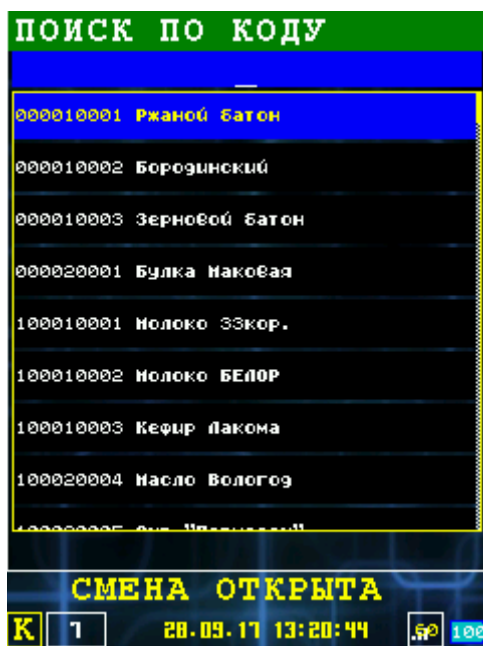 ПОИСК ПО КОДУ
000010001 Ржаной батон
000010002 Бородинский
000010003 Зерновой батон
000020001 Булка Маковая
100010001 Молоко 33кор.
100010002 Молоко БЕЛОР
100010003 Кефир Лакома
100020004 Масло Вологод
СМЕНА ОТКРЫТА
К 1 28.09.17 13:20:44 60 100